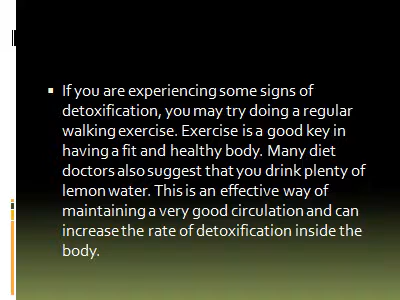 If you are experiencing some signs of
detoxification, you may try doing a regular
walking exercise. Exercise is a good key in
having a fit and healthy body. Many diet
doctors also suggest that you drink plenty of
lemon water. This is an effective way of
maintaining a very good circulation and can
increase the rate of detoxification inside the
body.